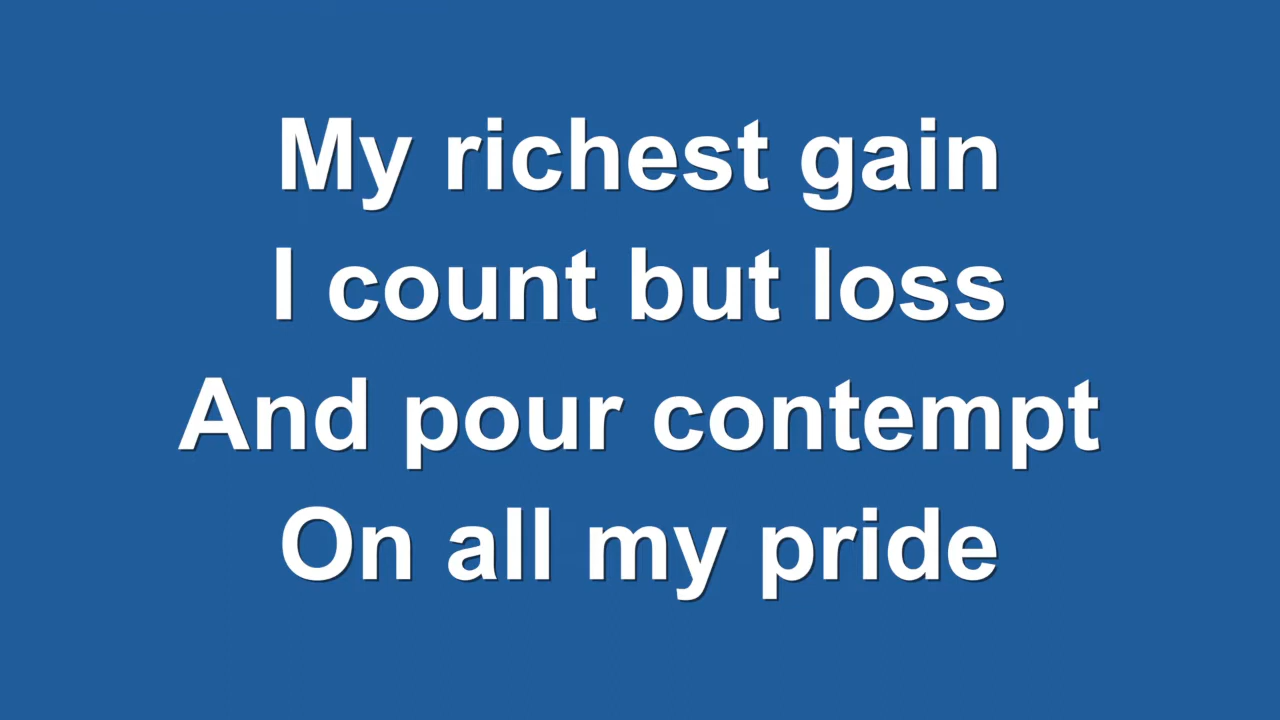 My richest gain
I count but loss
And pour contempt
On all my pride